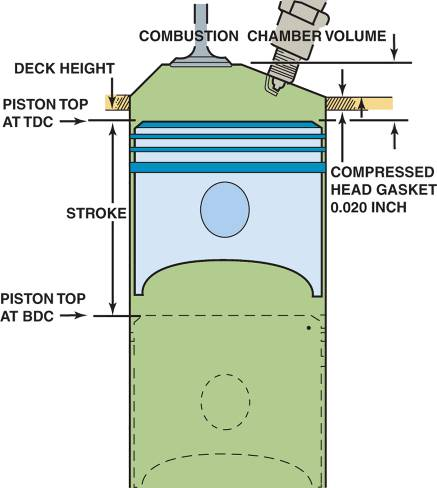 COMBUSTION CHAMBER VOLUME
DECK HEIGHT
PISTON TOP
AT TDC
COMPRESSED
HEAD GASKET
0.020 INCH
STROKE
PISTON TOP
AT BDC